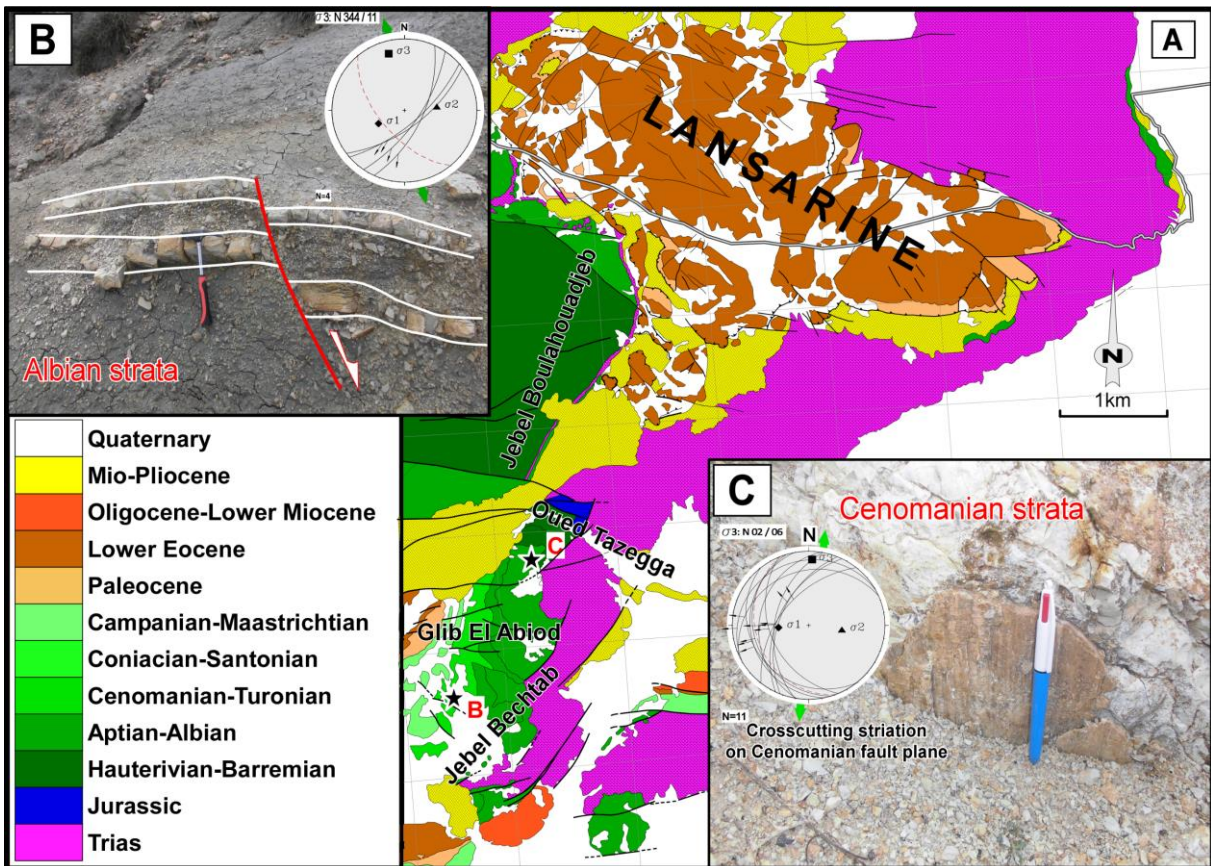 B
σ3: N 344 / 11
N
σ3
σ2
σ1
N=4
Albian strata
A
LANSARINE
Jebel Boulahouadjeb
N
1km
Quaternary
Mio-Pliocene
Oligocene-Lower Miocene
Lower Eocene
Paleocene
Campanian-Maastrichtian
Coniacian-Santonian
Cenomanian-Turonian
Aptian-Albian
Hauterivian-Barremian
Jurassic
Trias
Oued Tazegga
C
Glib El Abiod
B
Jebel Bechtab
C
Cenomanian strata
σ3: N 02 / 06
N
σ1
σ2
N=11
Crosscutting striation
on Cenomanian fault plane